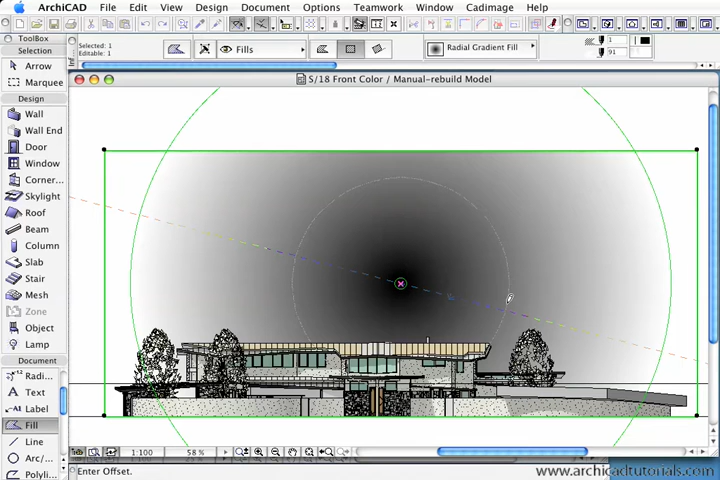 ArchiCAD File Edit View Design Document Options Teamwork Window Cadimage Help
ToolBox
Selection
Arrow
Marquee
Design
Wall
Wall End
Door
Window
Corner...
Skylight
Roof
Beam
Column
Slab
Stair
Mesh
Zone
Object
Lamp
Document
Radi...
A Text
A1 Label
Fill
Line
Arc/...
Polyli...
Selected: 1
Editable: 1
Fills
Radial Gradient Fill
1
91
S/18 Front Color / Manual-rebuild Model
1:100
58 %
Enter Offset.
www.archicadtutorials.com